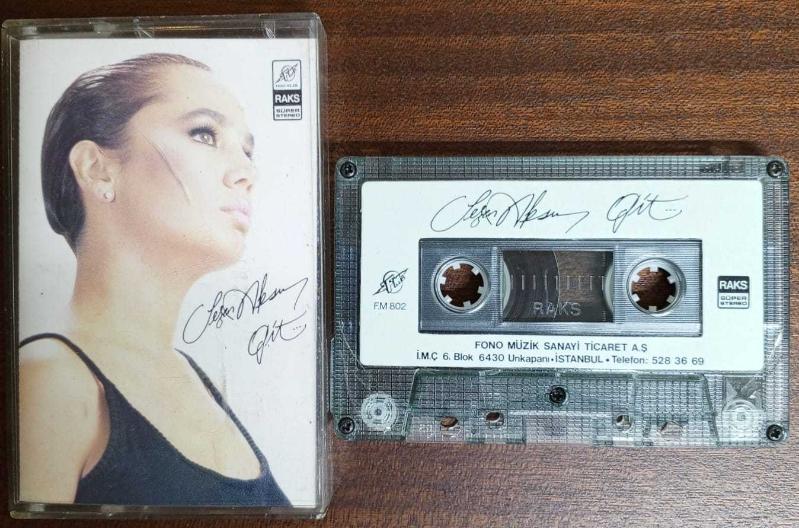 RAKS
SÜPER
STEREO
Sezen Aksu
Git...
Sezen Aksu Git...
F.M 802
RAKS
RAKS
SÜPER
STEREO
FONO MÜZİK SANAYİ TİCARET A.Ş
İ.M.Ç 6. Blok 6430 Unkapanı•İSTANBUL•Telefon: 528 36 69